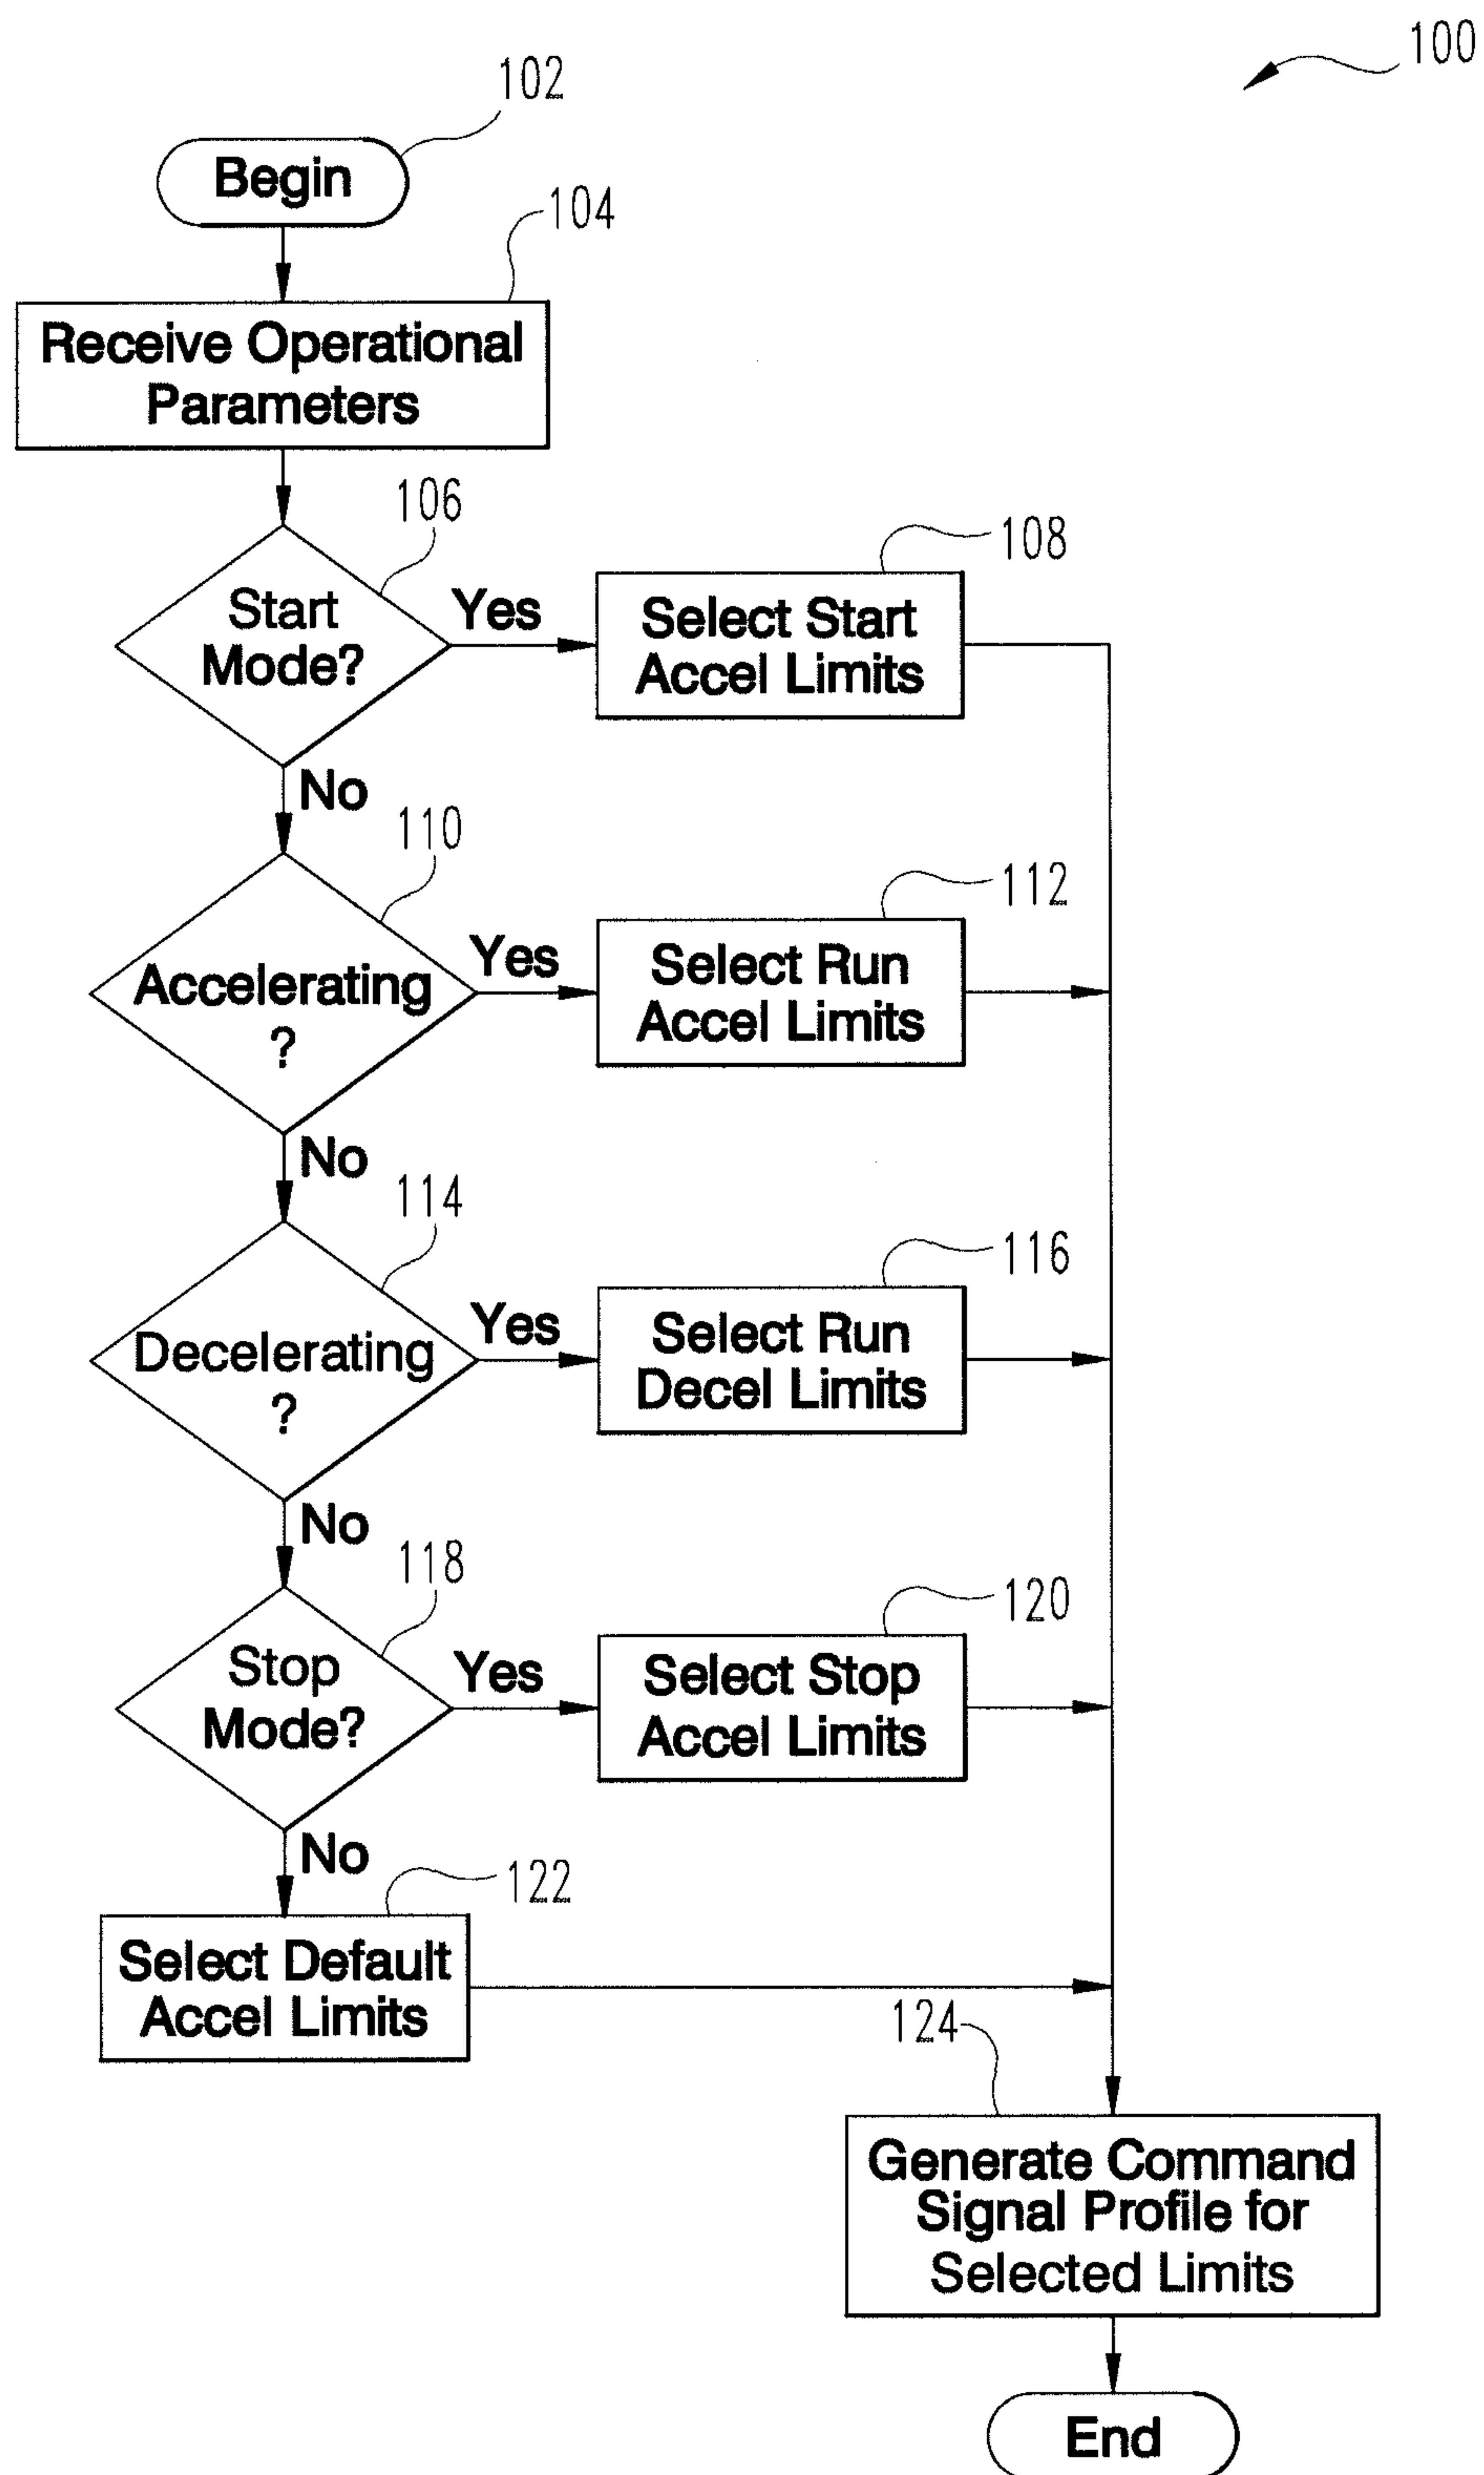 100
102
Begin
104
Receive Operational
Parameters
106
Start
Mode?
Yes
108
Select Start
Accel Limits
No
110
Accelerating
?
Yes
112
Select Run
Accel Limits
No
114
Decelerating
?
Yes
116
Select Run
Decel Limits
No
118
Stop
Mode?
Yes
120
Select Stop
Accel Limits
No
122
Select Default
Accel Limits
124
Generate Command
Signal Profile for
Selected Limits
End